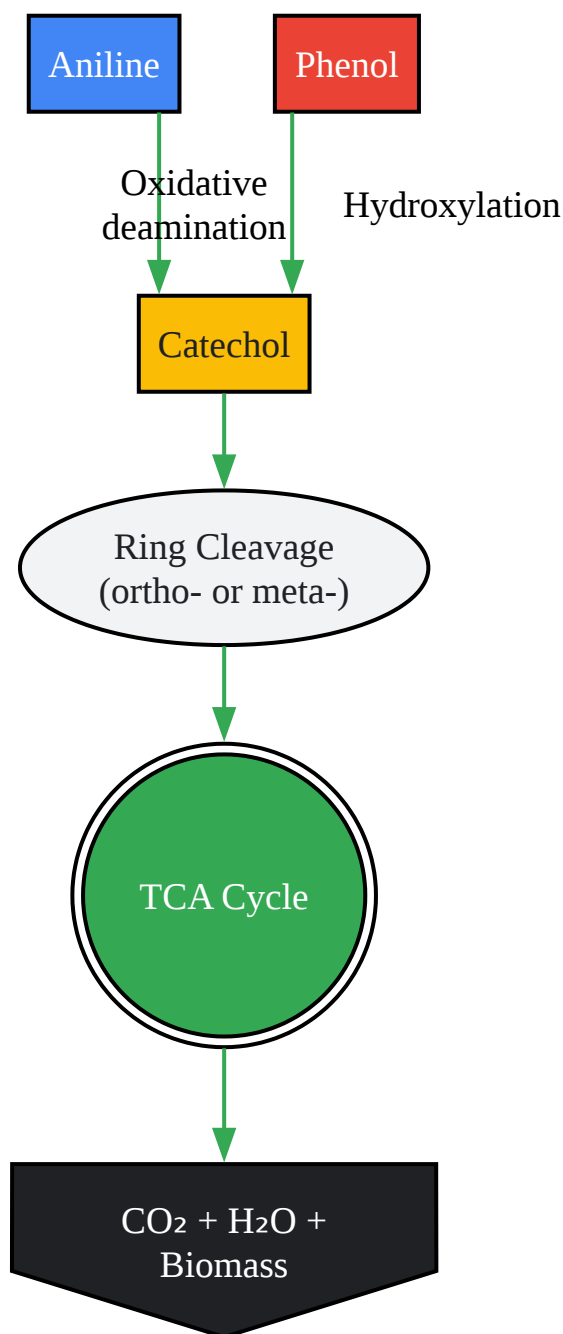 Aniline
Phenol
Oxidative
deamination
Hydroxylation
Catechol
Ring Cleavage
(ortho- or meta-)
TCA Cycle
CO₂ + H₂O +
Biomass